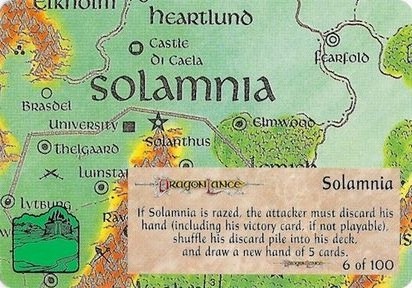 Elkholm
Heartlund
Castle
Di Caela
Fearfold
SOLAMNIA
Brasdel
University
Elmwood
Solanthus
Thelgaard
Lytburg
DRAGONLANCE
Solamnia
If Solamnia is razed, the attacker must discard his
hand (including his victory card, if not playable),
shuffle his discard pile into his deck,
and draw a new hand of 5 cards.
DRAGONLANCE
6 of 100